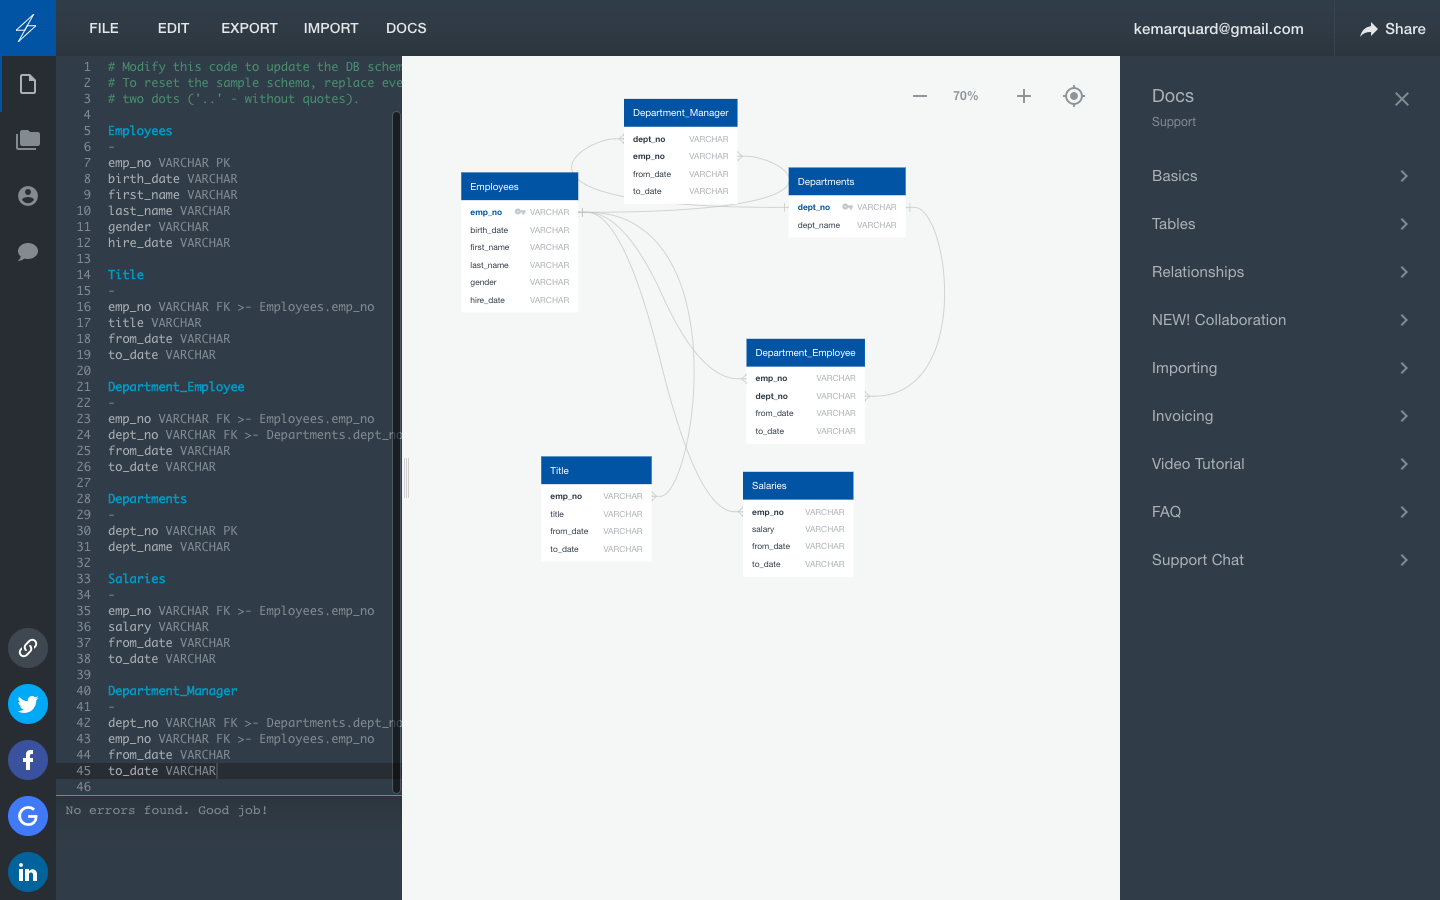 FILE EDIT EXPORT IMPORT DOCS
kemarquard@gmail.com
Share
1 # Modify this code to update the DB schem
2 # To reset the sample schema, replace eve
3 # two dots ('..' - without quotes).
4
5 Employees
6 -
7 emp_no VARCHAR PK
8 birth_date VARCHAR
9 first_name VARCHAR
10 last_name VARCHAR
11 gender VARCHAR
12 hire_date VARCHAR
13
14 Title
15 -
16 emp_no VARCHAR FK >- Employees.emp_no
17 title VARCHAR
18 from_date VARCHAR
19 to_date VARCHAR
20
21 Department_Employee
22 -
23 emp_no VARCHAR FK >- Employees.emp_no
24 dept_no VARCHAR FK >- Departments.dept_no
25 from_date VARCHAR
26 to_date VARCHAR
27
28 Departments
29 -
30 dept_no VARCHAR PK
31 dept_name VARCHAR
32
33 Salaries
34 -
35 emp_no VARCHAR FK >- Employees.emp_no
36 salary VARCHAR
37 from_date VARCHAR
38 to_date VARCHAR
39
40 Department_Manager
41 -
42 dept_no VARCHAR FK >- Departments.dept_no
43 emp_no VARCHAR FK >- Employees.emp_no
44 from_date VARCHAR
45 to_date VARCHAR
46
No errors found. Good job!
70%
Department_Manager
dept_no VARCHAR
emp_no VARCHAR
from_date VARCHAR
to_date VARCHAR
Employees
emp_no VARCHAR
birth_date VARCHAR
first_name VARCHAR
last_name VARCHAR
gender VARCHAR
hire_date VARCHAR
Departments
dept_no VARCHAR
dept_name VARCHAR
Department_Employee
emp_no VARCHAR
dept_no VARCHAR
from_date VARCHAR
to_date VARCHAR
Title
emp_no VARCHAR
title VARCHAR
from_date VARCHAR
to_date VARCHAR
Salaries
emp_no VARCHAR
salary VARCHAR
from_date VARCHAR
to_date VARCHAR
Docs
Support
Basics
Tables
Relationships
NEW! Collaboration
Importing
Invoicing
Video Tutorial
FAQ
Support Chat